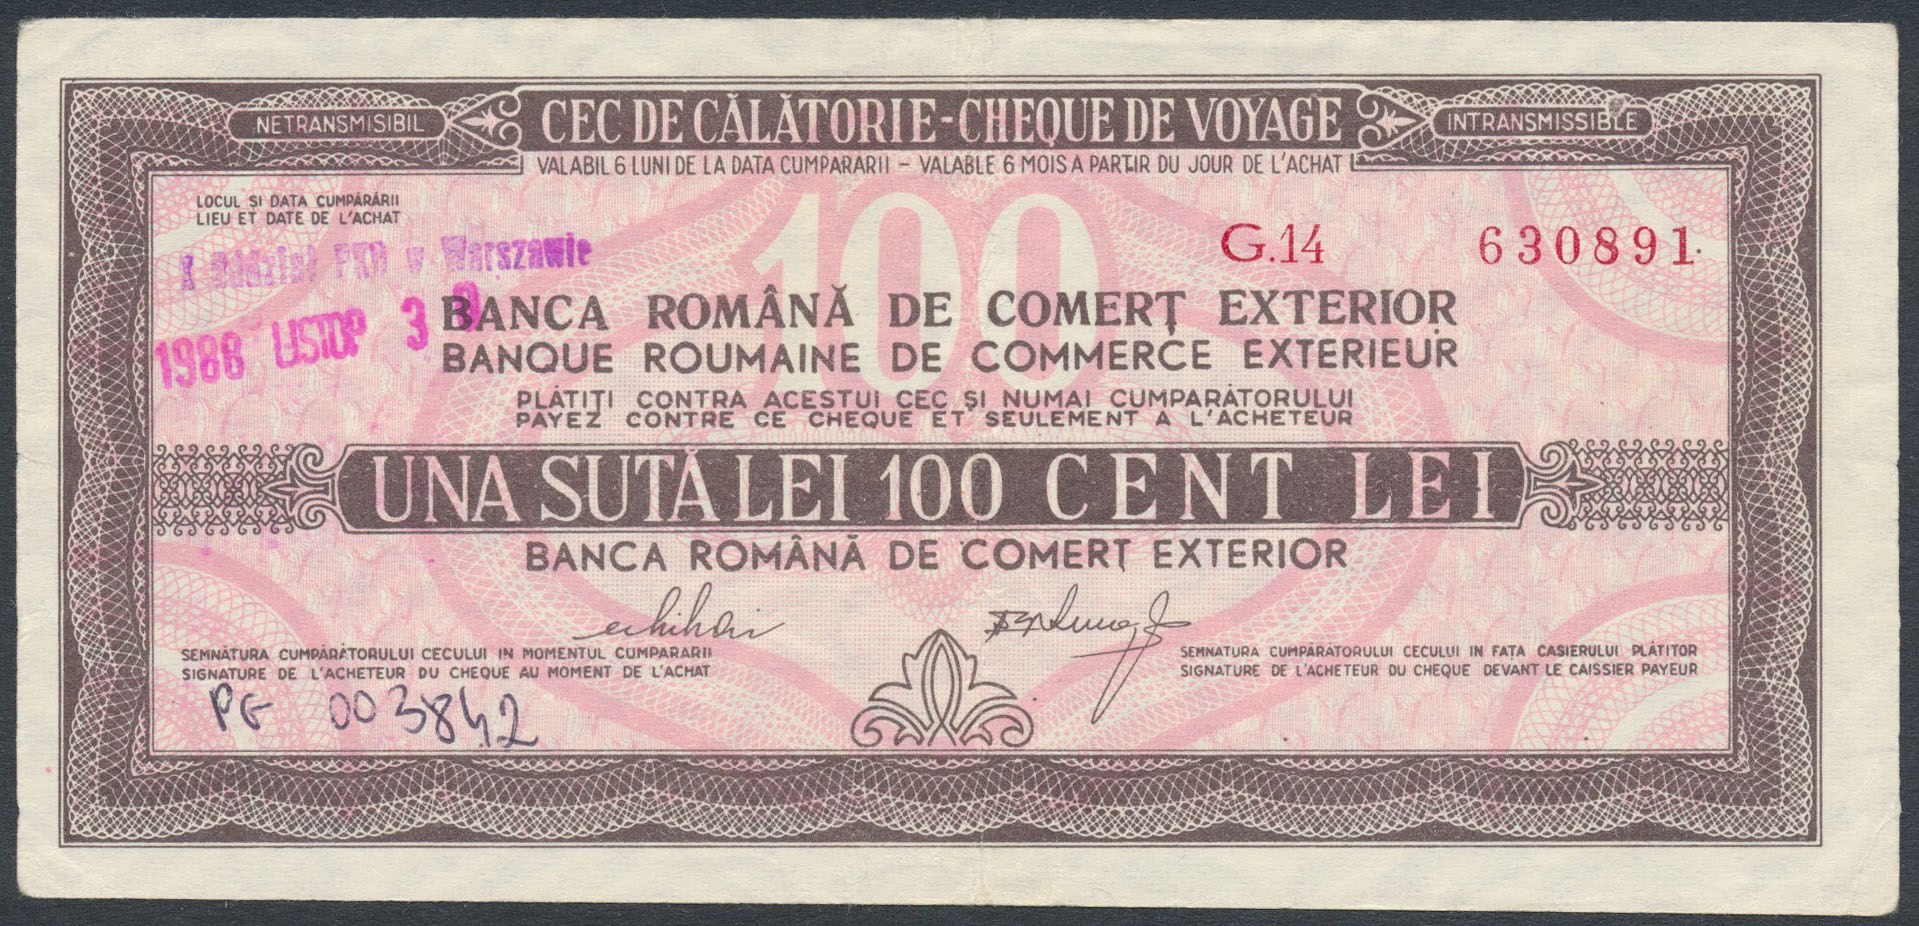 NETRANSMISIBIL
CEC DE CĂLĂTORIE-CHEQUE DE VOYAGE
INTRANSMISSIBLE
VALABIL 6 LUNI DE LA DATA CUMPARARII - VALABLE 6 MOIS A PARTIR DU JOUR DE L'ACHAT
LOCUL ȘI DATA CUMPĂRĂRII
LIEU ET DATE DE L'ACHAT
100
G.14 630891
X Oddział PKO w Warszawie
1988 LISTOP 30
BANCA ROMÂNĂ DE COMERȚ EXTERIOR
BANQUE ROUMAINE DE COMMERCE EXTERIEUR
PLĂTIȚI CONTRA ACESTUI CEC ȘI NUMAI CUMPARĂTORULUI
PAYEZ CONTRE CE CHEQUE ET SEULEMENT A L'ACHETEUR
UNA SUTĂ LEI 100 CENT LEI
BANCA ROMÂNĂ DE COMERȚ EXTERIOR
SEMNĂTURA CUMPĂRĂTORULUI CECULUI IN MOMENTUL CUMPARARII
SIGNATURE DE L'ACHETEUR DU CHEQUE AU MOMENT DE L'ACHAT
SEMNATURA CUMPĂRĂTORULUI CECULUI IN FAȚA CASIERULUI PLĂTITOR
SIGNATURE DE L'ACHETEUR DU CHEQUE DEVANT LE CAISSIER PAYEUR
PG 003842